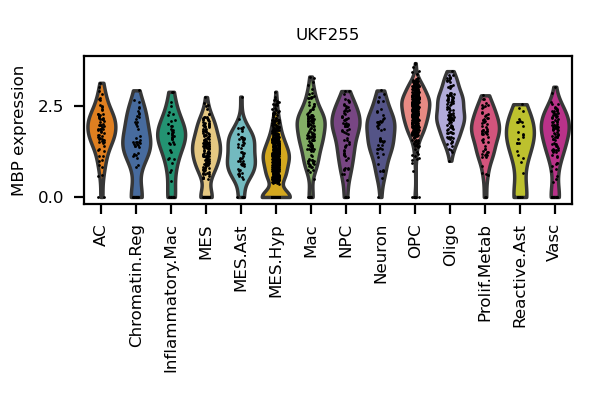 UKF255
MBP expression
2.5
0.0
AC
Chromatin.Reg
Inflammatory.Mac
MES
MES.Ast
MES.Hyp
Mac
NPC
Neuron
OPC
Oligo
Prolif.Metab
Reactive.Ast
Vasc